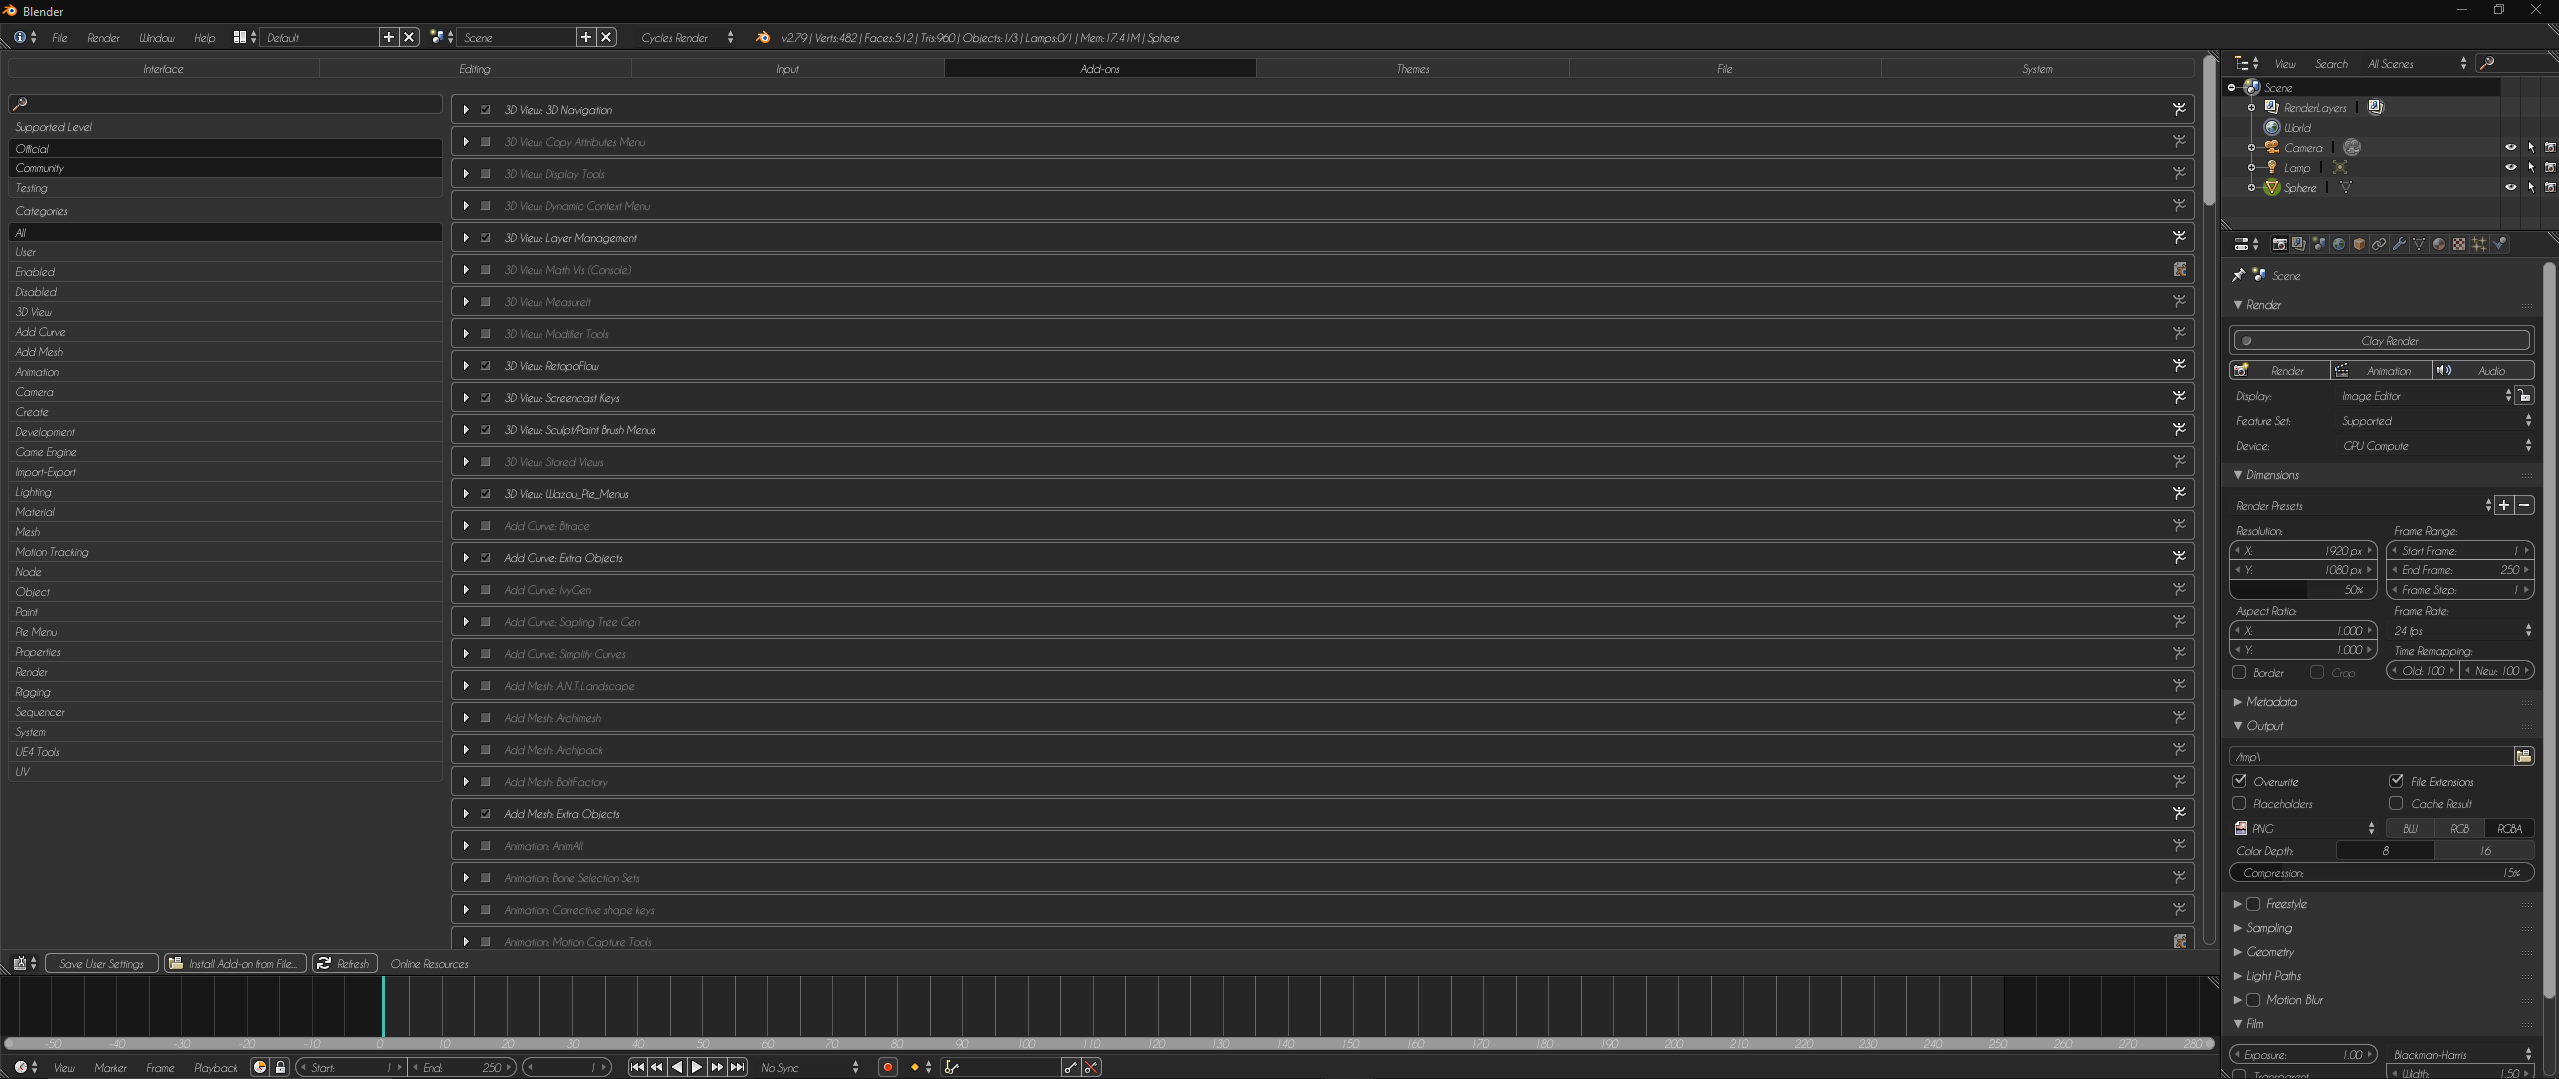 Blender
File Render Window Help Default Scene Cycles Render v2.79 | Verts:482 | Faces:512 | Tris:960 | Objects:1/3 | Lamps:0/1 | Mem:17.41M | Sphere
Interface Editing Input Add-ons Themes File System
Supported Level
Official
Community
Testing
Categories
All
User
Enabled
Disabled
3D View
Add Curve
Add Mesh
Animation
Camera
Create
Development
Game Engine
Import-Export
Lighting
Material
Mesh
Motion Tracking
Node
Object
Paint
Pie Menu
Properties
Render
Rigging
Sequencer
System
UE4 Tools
UV
3D View: 3D Navigation
3D View: Copy Attributes Menu
3D View: Display Tools
3D View: Dynamic Context Menu
3D View: Layer Management
3D View: Math Vis (Console)
3D View: MeasureIt
3D View: Modifier Tools
3D View: RetopoFlow
3D View: Screencast Keys
3D View: Sculpt/Paint Brush Menus
3D View: Stored Views
3D View: Wazou_Pie_Menus
Add Curve: Btrace
Add Curve: Extra Objects
Add Curve: IvyGen
Add Curve: Sapling Tree Gen
Add Curve: Simplify Curves
Add Mesh: A.N.T.Landscape
Add Mesh: Archimesh
Add Mesh: Archipack
Add Mesh: BoltFactory
Add Mesh: Extra Objects
Animation: AnimAll
Animation: Bone Selection Sets
Animation: Corrective shape keys
Animation: Motion Capture Tools
Save User Settings Install Add-on from File... Refresh Online Resources
-50 -40 -30 -20 -10 0 10 20 30 40 50 60 70 80 90 100 110 120 130 140 150 160 170 180 190 200 210 220 230 240 250 260 270 280
View Marker Frame Playback Start: 1 End: 250 1 No Sync
View Search All Scenes
Scene
RenderLayers
World
Camera
Lamp
Sphere
Scene
Render
Clay Render
Render Animation Audio
Display: Image Editor
Feature Set: Supported
Device: GPU Compute
Dimensions
Render Presets
Resolution: Frame Range:
X: 1920 px Start Frame: 1
Y: 1080 px End Frame: 250
50% Frame Step: 1
Aspect Ratio: Frame Rate:
X: 1.000 24 fps
Y: 1.000 Time Remapping:
Border Crop Old: 100 New: 100
Metadata
Output
/tmp\
Overwrite File Extensions
Placeholders Cache Result
PNG BW RGB RGBA
Color Depth: 8 16
Compression: 15%
Freestyle
Sampling
Geometry
Light Paths
Motion Blur
Film
Exposure: 1.00 Blackman-Harris
Transparent Width: 1.50